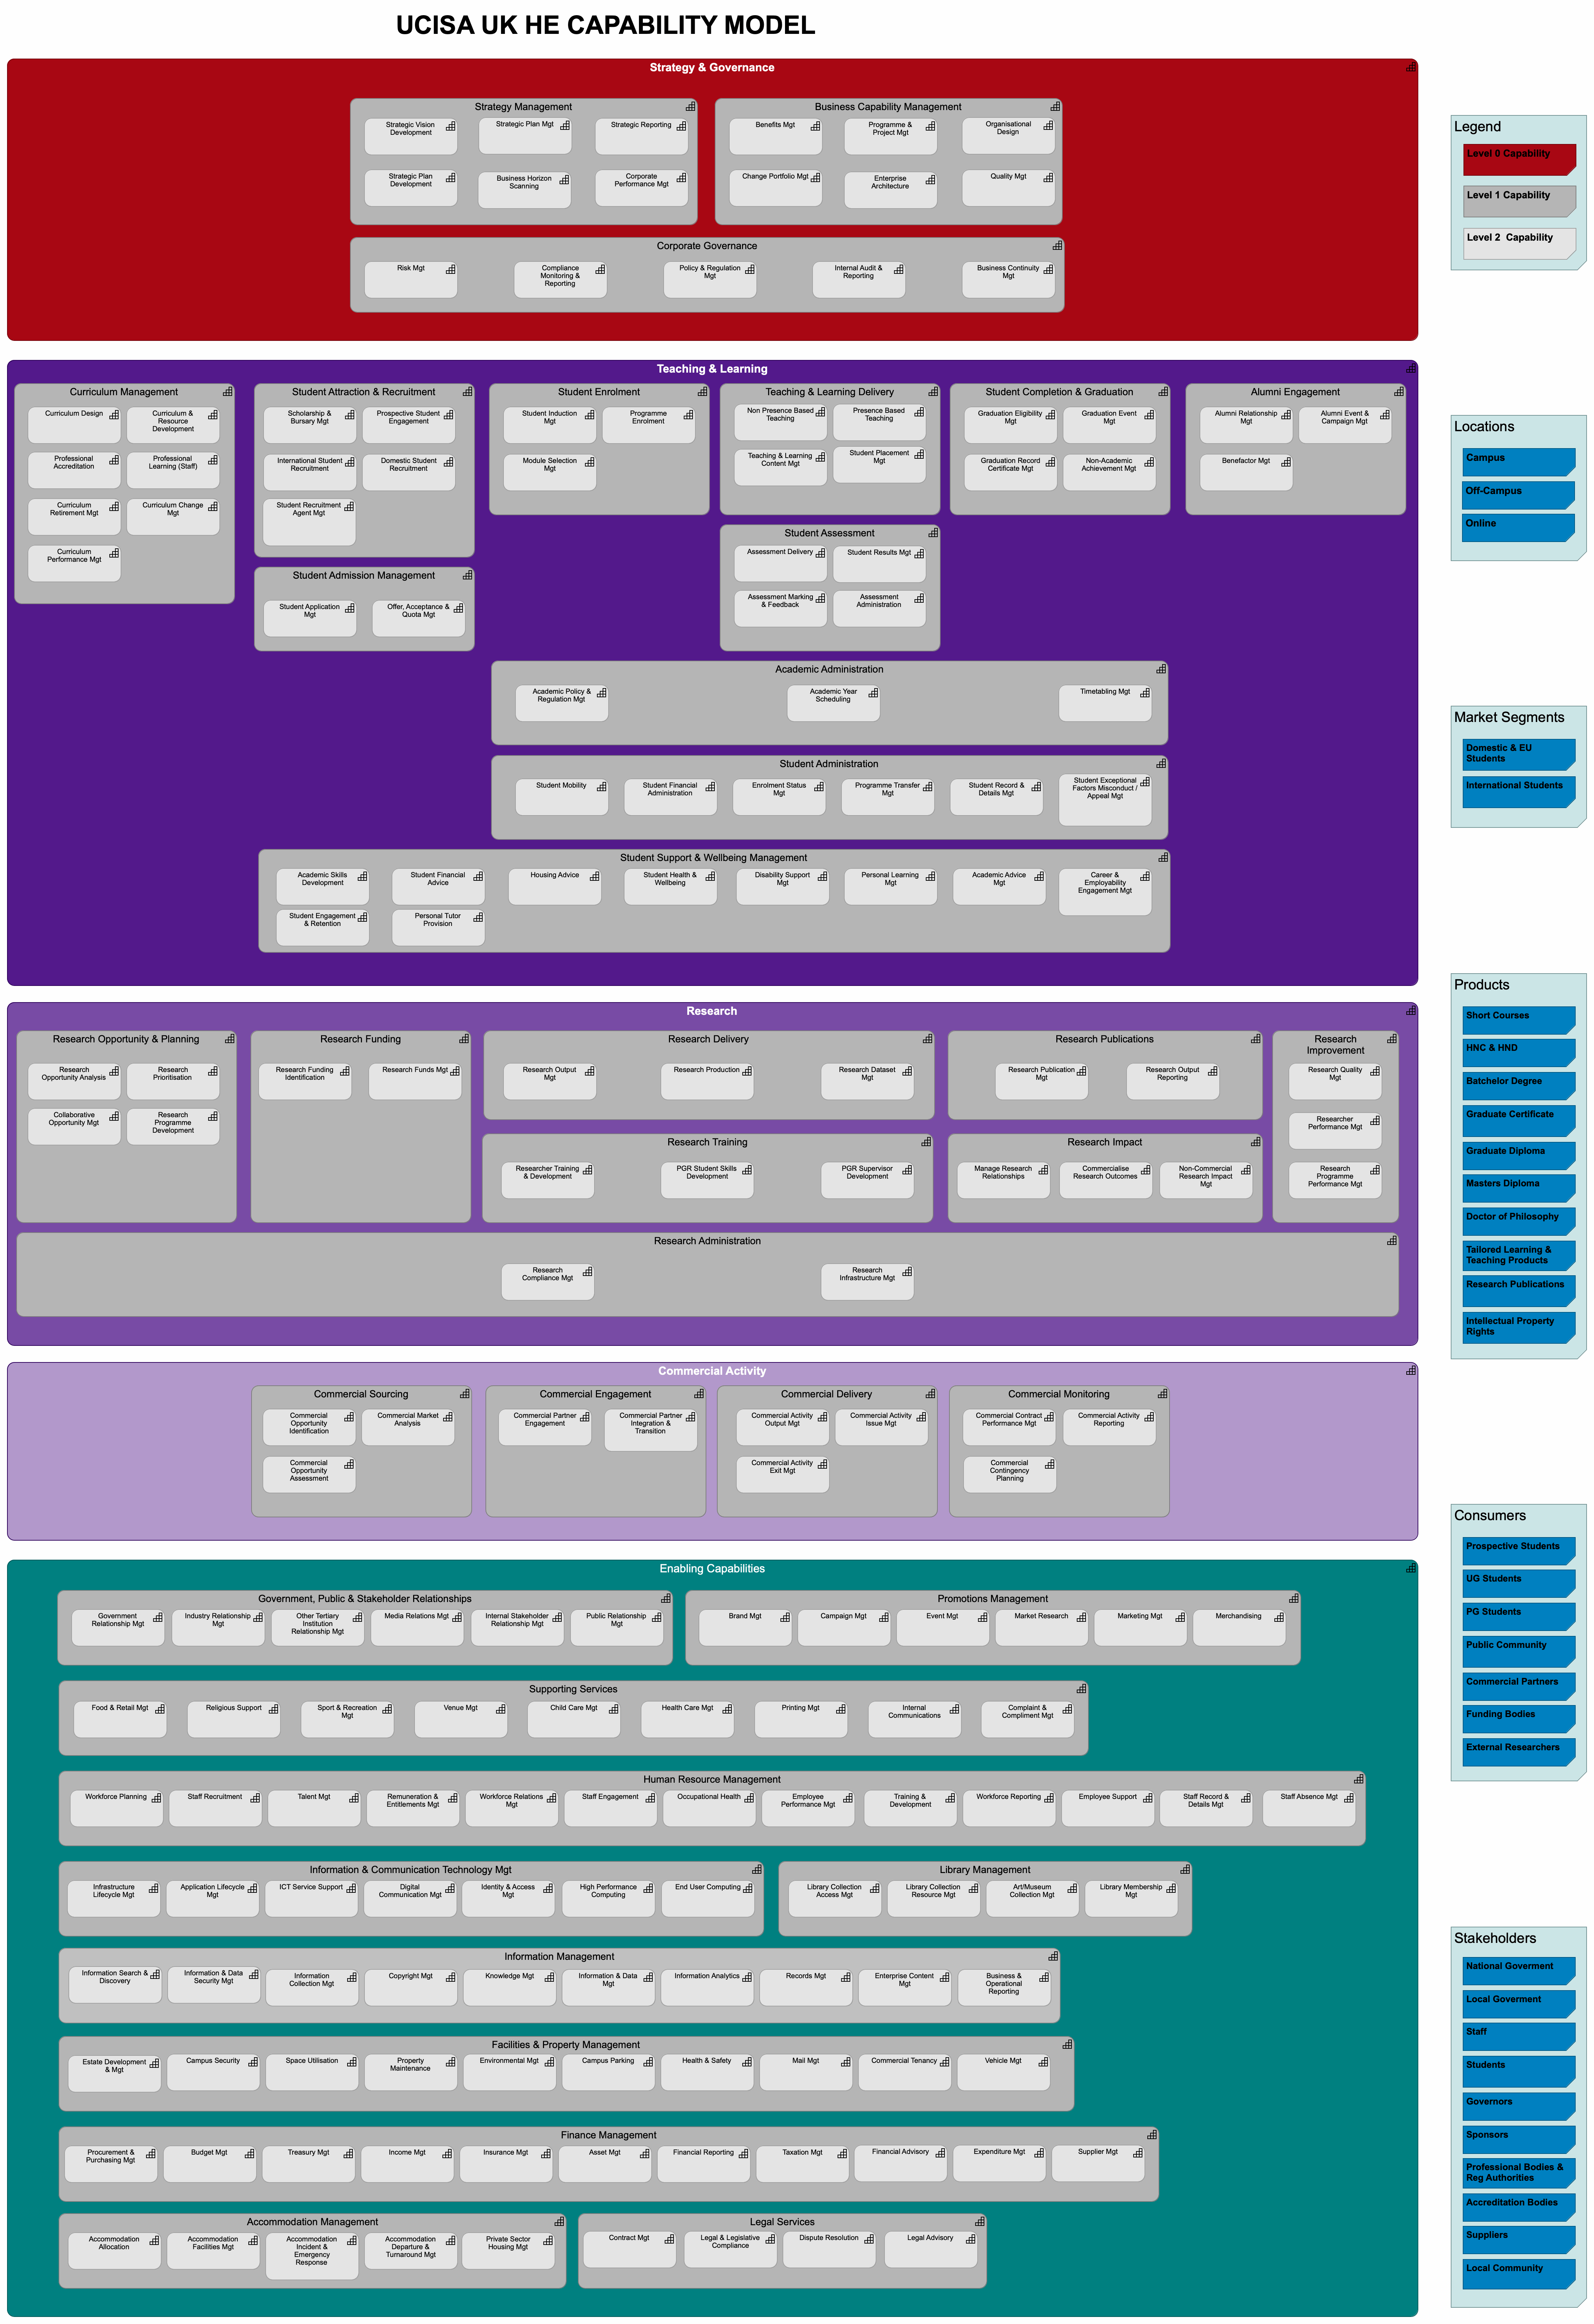 UCISA UK HE CAPABILITY MODEL
Strategy & Governance
Strategy Management
Strategic Vision
Development
Strategic Plan Mgt
Strategic Reporting
Strategic Plan
Development
Business Horizon
Scanning
Corporate
Performance Mgt
Business Capability Management
Benefits Mgt
Programme &
Project Mgt
Organisational
Design
Change Portfolio Mgt
Enterprise
Architecture
Quality Mgt
Corporate Governance
Risk Mgt
Compliance
Monitoring &
Reporting
Policy & Regulation
Mgt
Internal Audit &
Reporting
Business Continuity
Mgt
Teaching & Learning
Curriculum Management
Curriculum Design
Curriculum &
Resource
Development
Professional
Accreditation
Professional
Learning (Staff)
Curriculum
Retirement Mgt
Curriculum Change
Mgt
Curriculum
Performance Mgt
Student Attraction & Recruitment
Scholarship &
Bursary Mgt
Prospective Student
Engagement
International Student
Recruitment
Domestic Student
Recruitment
Student Recruitment
Agent Mgt
Student Admission Management
Student Application
Mgt
Offer, Acceptance &
Quota Mgt
Student Enrolment
Student Induction
Mgt
Programme
Enrolment
Module Selection
Mgt
Teaching & Learning Delivery
Non Presence Based
Teaching
Presence Based
Teaching
Teaching & Learning
Content Mgt
Student Placement
Mgt
Student Assessment
Assessment Delivery
Student Results Mgt
Assessment Marking
& Feedback
Assessment
Administration
Student Completion & Graduation
Graduation Eligibility
Mgt
Graduation Event
Mgt
Graduation Record
Certificate Mgt
Non-Academic
Achievement Mgt
Alumni Engagement
Alumni Relationship
Mgt
Alumni Event &
Campaign Mgt
Benefactor Mgt
Academic Administration
Academic Policy &
Regulation Mgt
Academic Year
Scheduling
Timetabling Mgt
Student Administration
Student Mobility
Student Financial
Administration
Enrolment Status
Mgt
Programme Transfer
Mgt
Student Record &
Details Mgt
Student Exceptional
Factors Misconduct /
Appeal Mgt
Student Support & Wellbeing Management
Academic Skills
Development
Student Financial
Advice
Housing Advice
Student Health &
Wellbeing
Disability Support
Mgt
Personal Learning
Mgt
Academic Advice
Mgt
Career &
Employability
Engagement Mgt
Student Engagement
& Retention
Personal Tutor
Provision
Research
Research Opportunity & Planning
Research
Opportunity Analysis
Research
Prioritisation
Collaborative
Opportunity Mgt
Research
Programme
Development
Research Funding
Research Funding
Identification
Research Funds Mgt
Research Delivery
Research Output
Mgt
Research Production
Research Dataset
Mgt
Research Training
Researcher Training
& Development
PGR Student Skills
Development
PGR Supervisor
Development
Research Publications
Research Publication
Mgt
Research Output
Reporting
Research Impact
Manage Research
Relationships
Commercialise
Research Outcomes
Non-Commercial
Research Impact
Mgt
Research
Improvement
Research Quality
Mgt
Researcher
Performance Mgt
Research
Programme
Performance Mgt
Research Administration
Research
Compliance Mgt
Research
Infrastructure Mgt
Commercial Activity
Commercial Sourcing
Commercial
Opportunity
Identification
Commercial Market
Analysis
Commercial
Opportunity
Assessment
Commercial Engagement
Commercial Partner
Engagement
Commercial Partner
Integration &
Transition
Commercial Delivery
Commercial Activity
Output Mgt
Commercial Activity
Issue Mgt
Commercial Activity
Exit Mgt
Commercial Monitoring
Commercial Contract
Performance Mgt
Commercial Activity
Reporting
Commercial
Contingency
Planning
Enabling Capabilities
Government, Public & Stakeholder Relationships
Government
Relationship Mgt
Industry Relationship
Mgt
Other Tertiary
Institution
Relationship Mgt
Media Relations Mgt
Internal Stakeholder
Relationship Mgt
Public Relationship
Mgt
Promotions Management
Brand Mgt
Campaign Mgt
Event Mgt
Market Research
Marketing Mgt
Merchandising
Supporting Services
Food & Retail Mgt
Religious Support
Sport & Recreation
Mgt
Venue Mgt
Child Care Mgt
Health Care Mgt
Printing Mgt
Internal
Communications
Complaint &
Compliment Mgt
Human Resource Management
Workforce Planning
Staff Recruitment
Talent Mgt
Remuneration &
Entitlements Mgt
Workforce Relations
Mgt
Staff Engagement
Occupational Health
Employee
Performance Mgt
Training &
Development
Workforce Reporting
Employee Support
Staff Record &
Details Mgt
Staff Absence Mgt
Information & Communication Technology Mgt
Infrastructure
Lifecycle Mgt
Application Lifecycle
Mgt
ICT Service Support
Digital
Communication Mgt
Identity & Access
Mgt
High Performance
Computing
End User Computing
Library Management
Library Collection
Access Mgt
Library Collection
Resource Mgt
Art/Museum
Collection Mgt
Library Membership
Mgt
Information Management
Information Search &
Discovery
Information & Data
Security Mgt
Information
Collection Mgt
Copyright Mgt
Knowledge Mgt
Information & Data
Mgt
Information Analytics
Records Mgt
Enterprise Content
Mgt
Business &
Operational
Reporting
Facilities & Property Management
Estate Development
& Mgt
Campus Security
Space Utilisation
Property
Maintenance
Environmental Mgt
Campus Parking
Health & Safety
Mail Mgt
Commercial Tenancy
Vehicle Mgt
Finance Management
Procurement &
Purchasing Mgt
Budget Mgt
Treasury Mgt
Income Mgt
Insurance Mgt
Asset Mgt
Financial Reporting
Taxation Mgt
Financial Advisory
Expenditure Mgt
Supplier Mgt
Accommodation Management
Accommodation
Allocation
Accommodation
Facilities Mgt
Accommodation
Incident &
Emergency
Response
Accommodation
Departure &
Turnaround Mgt
Private Sector
Housing Mgt
Legal Services
Contract Mgt
Legal & Legislative
Compliance
Dispute Resolution
Legal Advisory
Legend
Level 0 Capability
Level 1 Capability
Level 2 Capability
Locations
Campus
Off-Campus
Online
Market Segments
Domestic & EU
Students
International Students
Products
Short Courses
HNC & HND
Batchelor Degree
Graduate Certificate
Graduate Diploma
Masters Diploma
Doctor of Philosophy
Tailored Learning &
Teaching Products
Research Publications
Intellectual Property
Rights
Consumers
Prospective Students
UG Students
PG Students
Public Community
Commercial Partners
Funding Bodies
External Researchers
Stakeholders
National Goverment
Local Goverment
Staff
Students
Governors
Sponsors
Professional Bodies &
Reg Authorities
Accreditation Bodies
Suppliers
Local Community